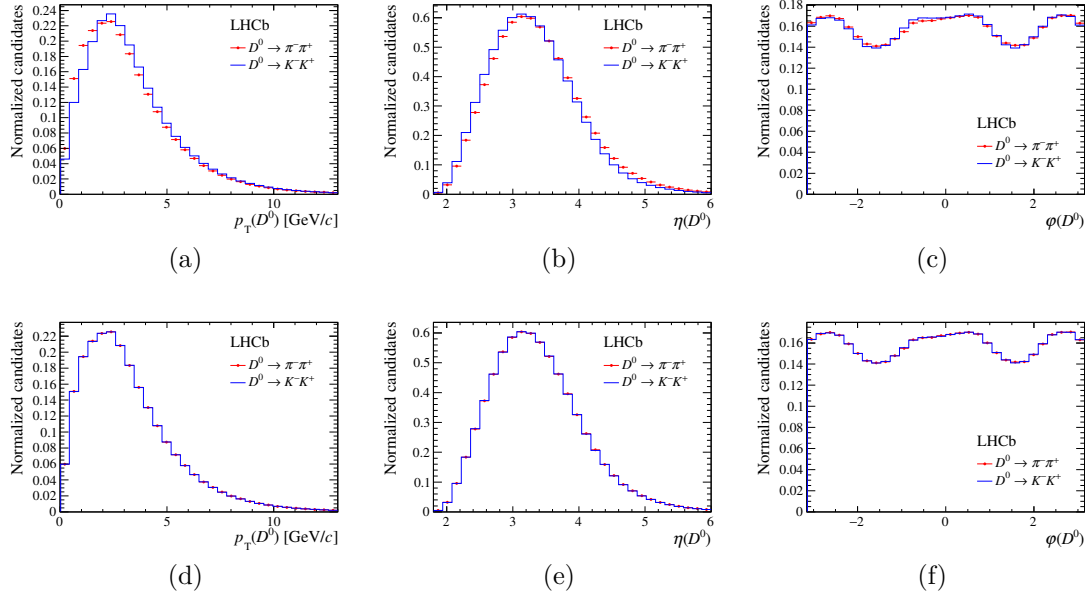 Normalized candidates
0.24
0.22
0.2
0.18
0.16
0.14
0.12
0.1
0.08
0.06
0.04
0.02
0
LHCb
D⁰ → π⁻π⁺
D⁰ → K⁻K⁺
0 5 10
p_T(D⁰) [GeV/c]
(a)
Normalized candidates
0.6
0.5
0.4
0.3
0.2
0.1
0
LHCb
D⁰ → π⁻π⁺
D⁰ → K⁻K⁺
2 3 4 5 6
η(D⁰)
(b)
Normalized candidates
0.18
0.16
0.14
0.12
0.1
0.08
0.06
0.04
0.02
0
LHCb
D⁰ → π⁻π⁺
D⁰ → K⁻K⁺
−2 0 2
φ(D⁰)
(c)
Normalized candidates
0.22
0.2
0.18
0.16
0.14
0.12
0.1
0.08
0.06
0.04
0.02
0
LHCb
D⁰ → π⁻π⁺
D⁰ → K⁻K⁺
0 5 10
p_T(D⁰) [GeV/c]
(d)
Normalized candidates
0.6
0.5
0.4
0.3
0.2
0.1
0
LHCb
D⁰ → π⁻π⁺
D⁰ → K⁻K⁺
2 3 4 5 6
η(D⁰)
(e)
Normalized candidates
0.16
0.14
0.12
0.1
0.08
0.06
0.04
0.02
0
LHCb
D⁰ → π⁻π⁺
D⁰ → K⁻K⁺
−2 0 2
φ(D⁰)
(f)